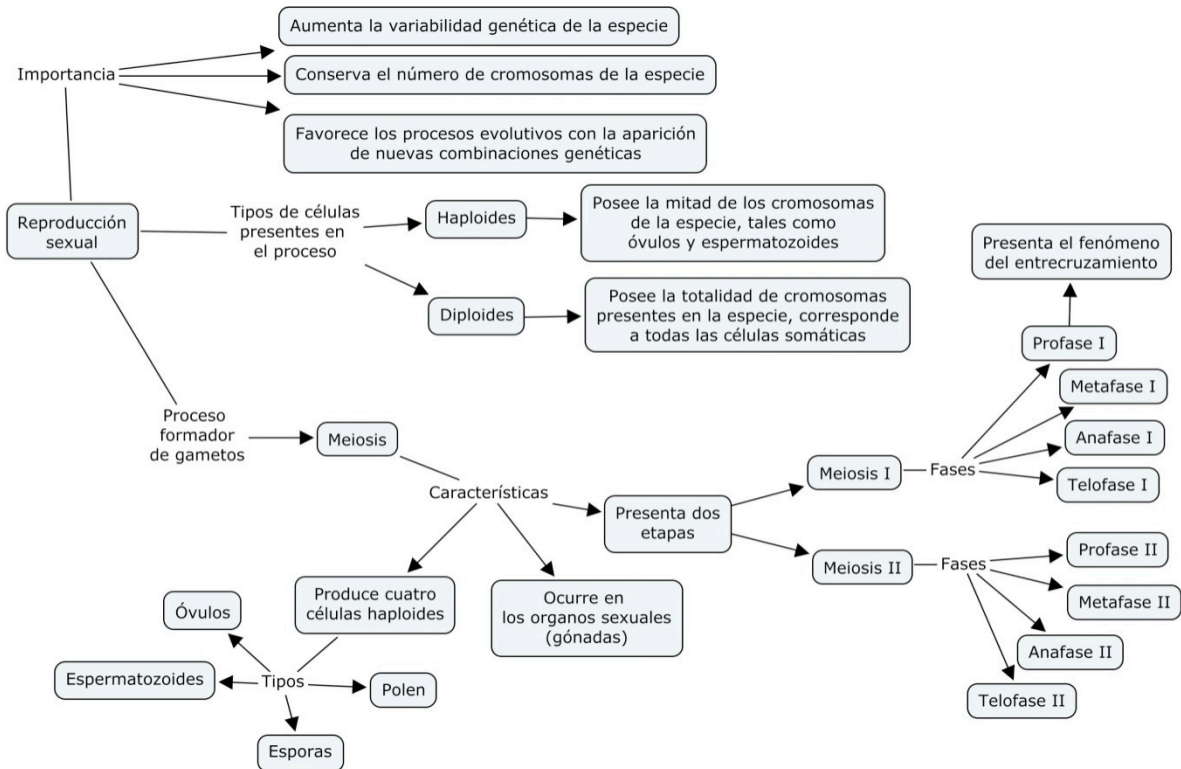 Aumenta la variabilidad genética de la especie
Importancia
Conserva el número de cromosomas de la especie
Favorece los procesos evolutivos con la aparición
de nuevas combinaciones genéticas
Reproducción
sexual
Tipos de células
presentes en
el proceso
Haploides
Posee la mitad de los cromosomas
de la especie, tales como
óvulos y espermatozoides
Diploides
Posee la totalidad de cromosomas
presentes en la especie, corresponde
a todas las células somáticas
Proceso
formador
de gametos
Meiosis
Características
Presenta dos
etapas
Meiosis I
Fases
Presenta el fenómeno
del entrecruzamiento
Profase I
Metafase I
Anafase I
Telofase I
Meiosis II
Fases
Profase II
Metafase II
Anafase II
Telofase II
Produce cuatro
células haploides
Ocurre en
los organos sexuales
(gónadas)
Tipos
Óvulos
Espermatozoides
Polen
Esporas